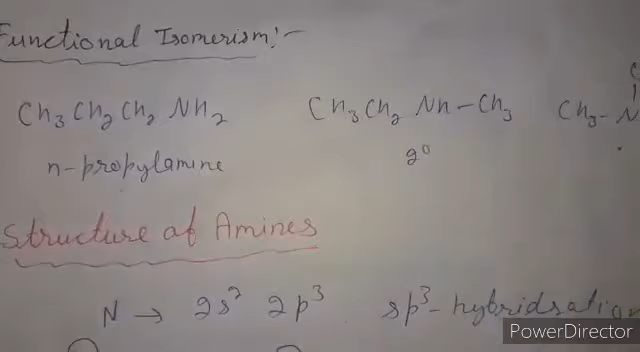 Functional Isomerism:-
CH₃CH₂CH₂NH₂ CH₃CH₂NH-CH₃ CH₃-N
n-propylamine 2°
Structure of Amines
N → 2s² 2p³ sp³-hybridsation
PowerDirector